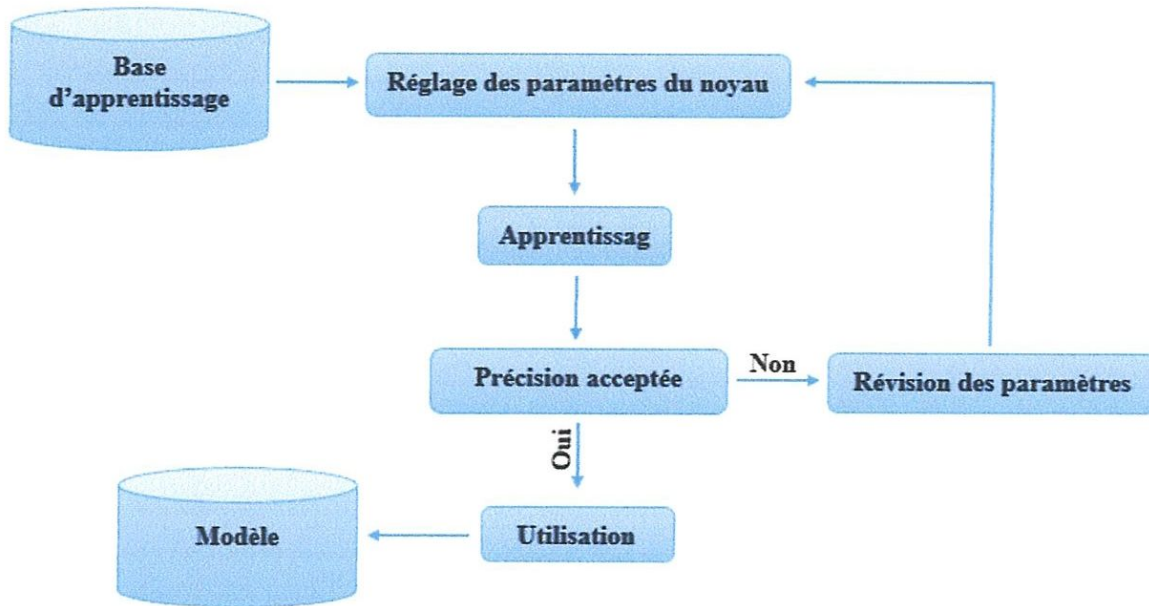 Base
d'apprentissage
Réglage des paramètres du noyau
Apprentissag
Précision acceptée
Non
Révision des paramètres
Oui
Utilisation
Modèle